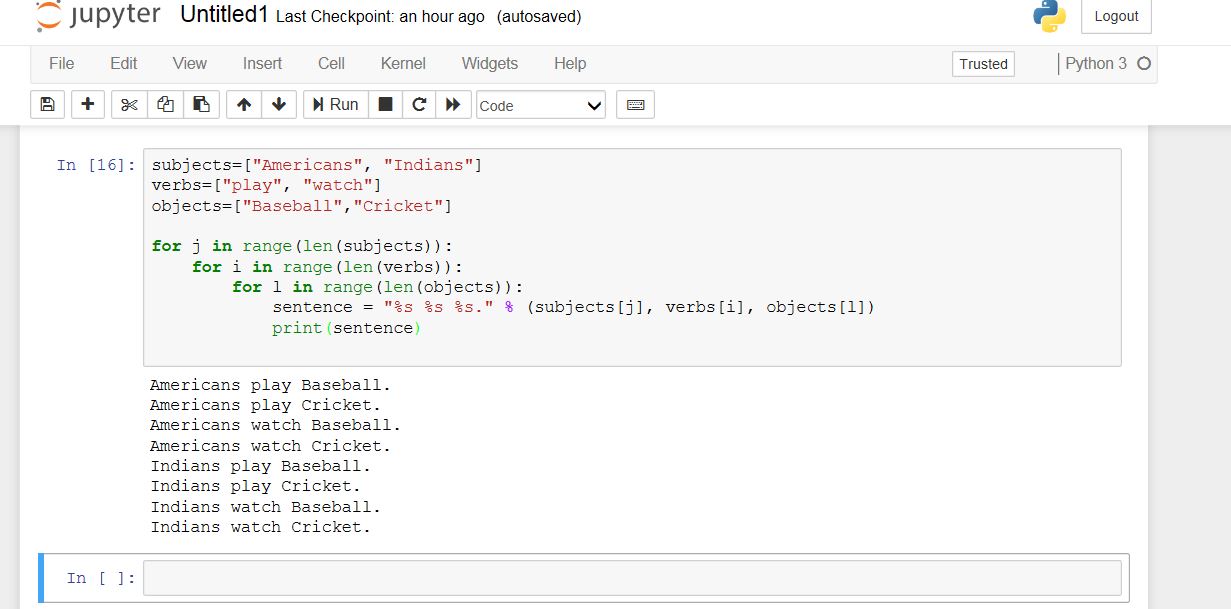 jupyter Untitled1 Last Checkpoint: an hour ago (autosaved) Logout
File Edit View Insert Cell Kernel Widgets Help Trusted Python 3
Run Code
In [16]: subjects=["Americans", "Indians"]
verbs=["play", "watch"]
objects=["Baseball","Cricket"]
for j in range(len(subjects)):
    for i in range(len(verbs)):
        for l in range(len(objects)):
            sentence = "%s %s %s." % (subjects[j], verbs[i], objects[l])
            print(sentence)
Americans play Baseball.
Americans play Cricket.
Americans watch Baseball.
Americans watch Cricket.
Indians play Baseball.
Indians play Cricket.
Indians watch Baseball.
Indians watch Cricket.
In [ ]: